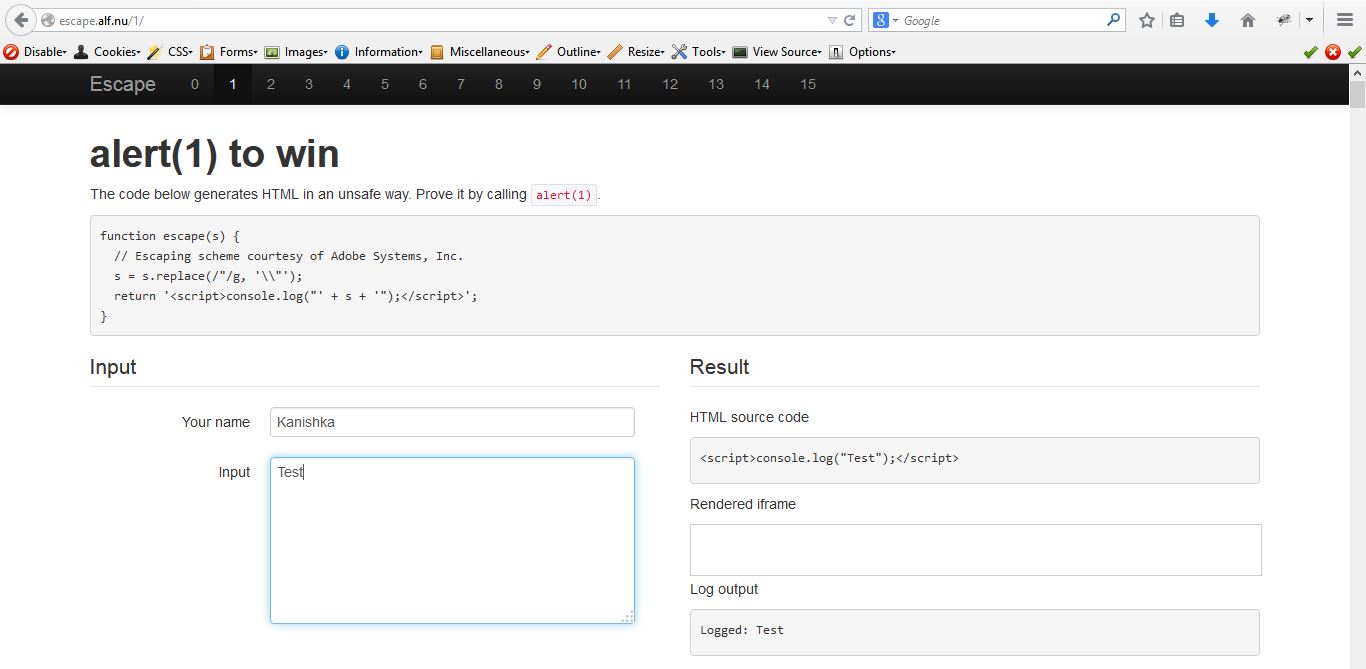 escape.alf.nu/1/
8 Google
Disable Cookies CSS Forms Images Information Miscellaneous Outline Resize Tools View Source Options
Escape 0 1 2 3 4 5 6 7 8 9 10 11 12 13 14 15
alert(1) to win
The code below generates HTML in an unsafe way. Prove it by calling alert(1).
function escape(s) {
// Escaping scheme courtesy of Adobe Systems, Inc.
s = s.replace(/"/g, '\\"');
return '<script>console.log("' + s + '");</script>';
}
Input
Your name Kanishka
Input Test
Result
HTML source code
<script>console.log("Test");</script>
Rendered iframe
Log output
Logged: Test